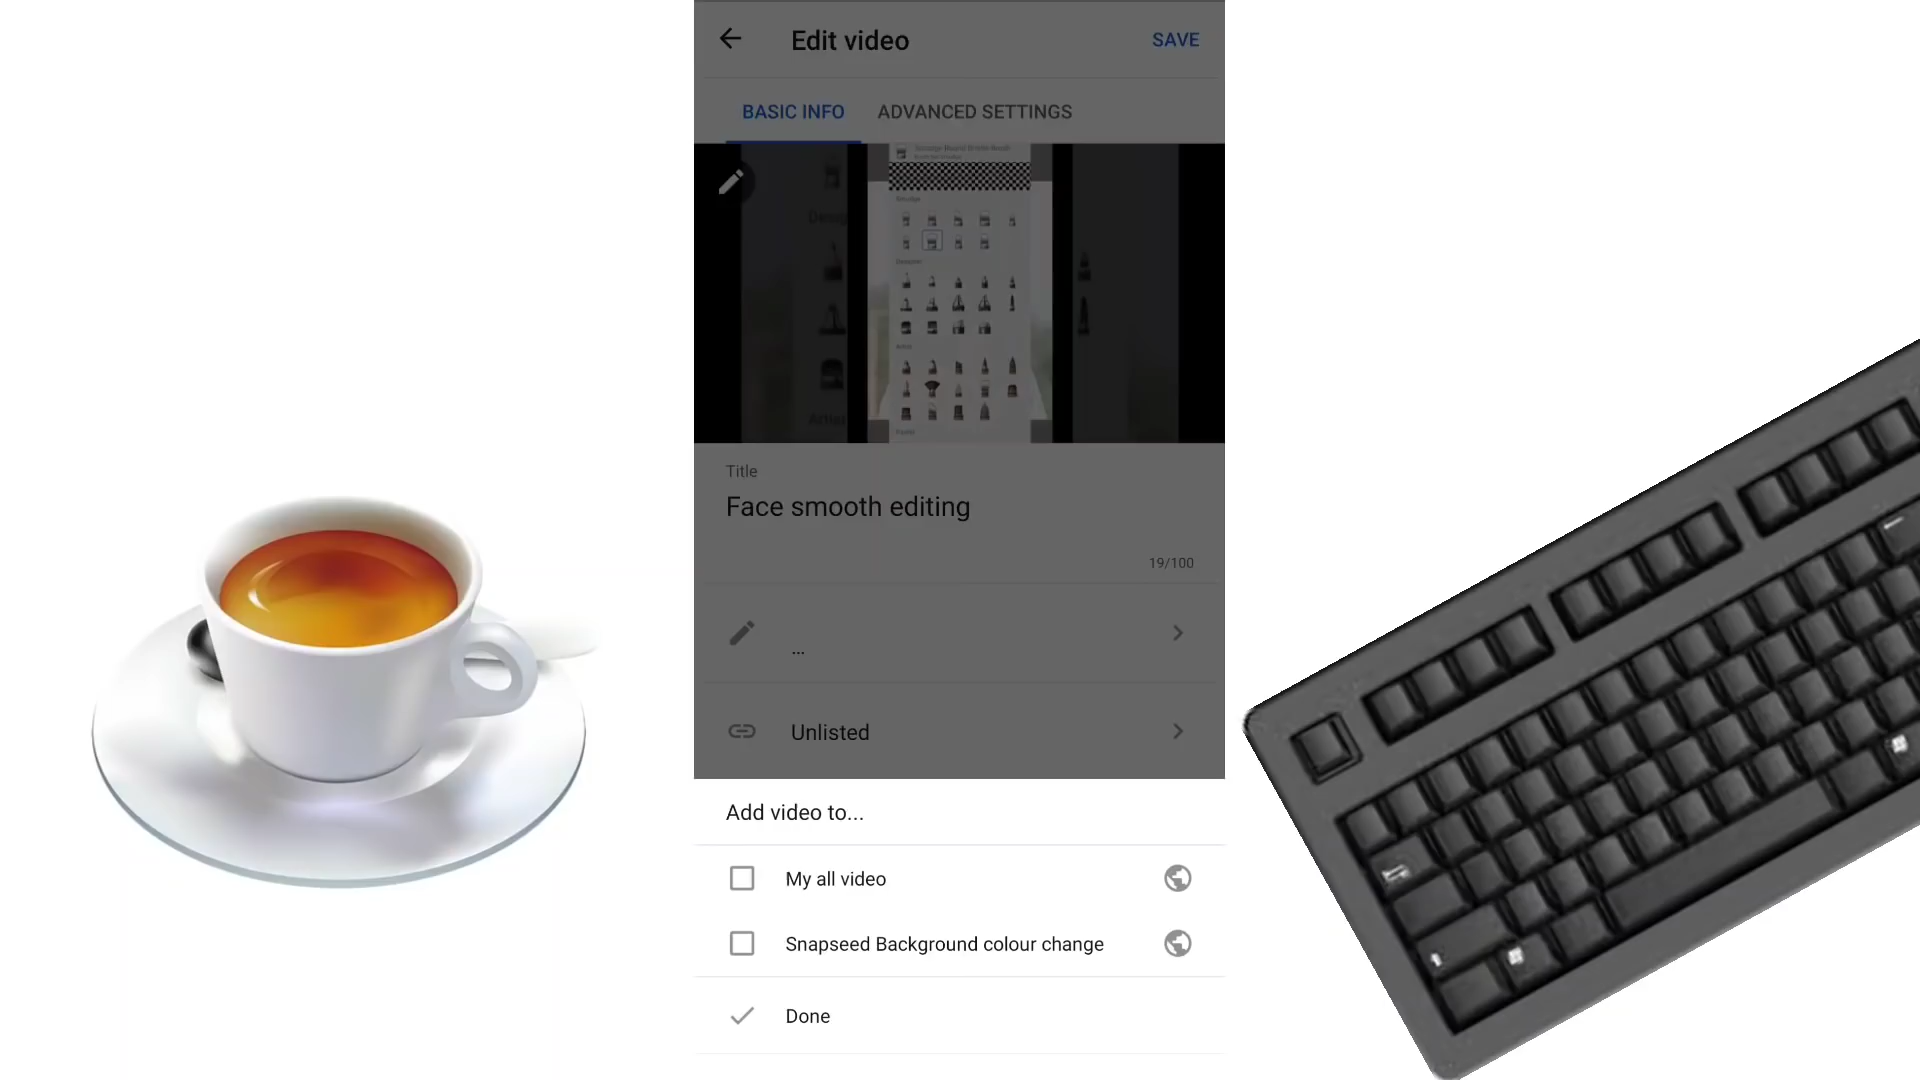 Edit video
SAVE
BASIC INFO
ADVANCED SETTINGS
Title
Face smooth editing
19/100
...
Unlisted
Add video to...
My all video
Snapseed Background colour change
Done